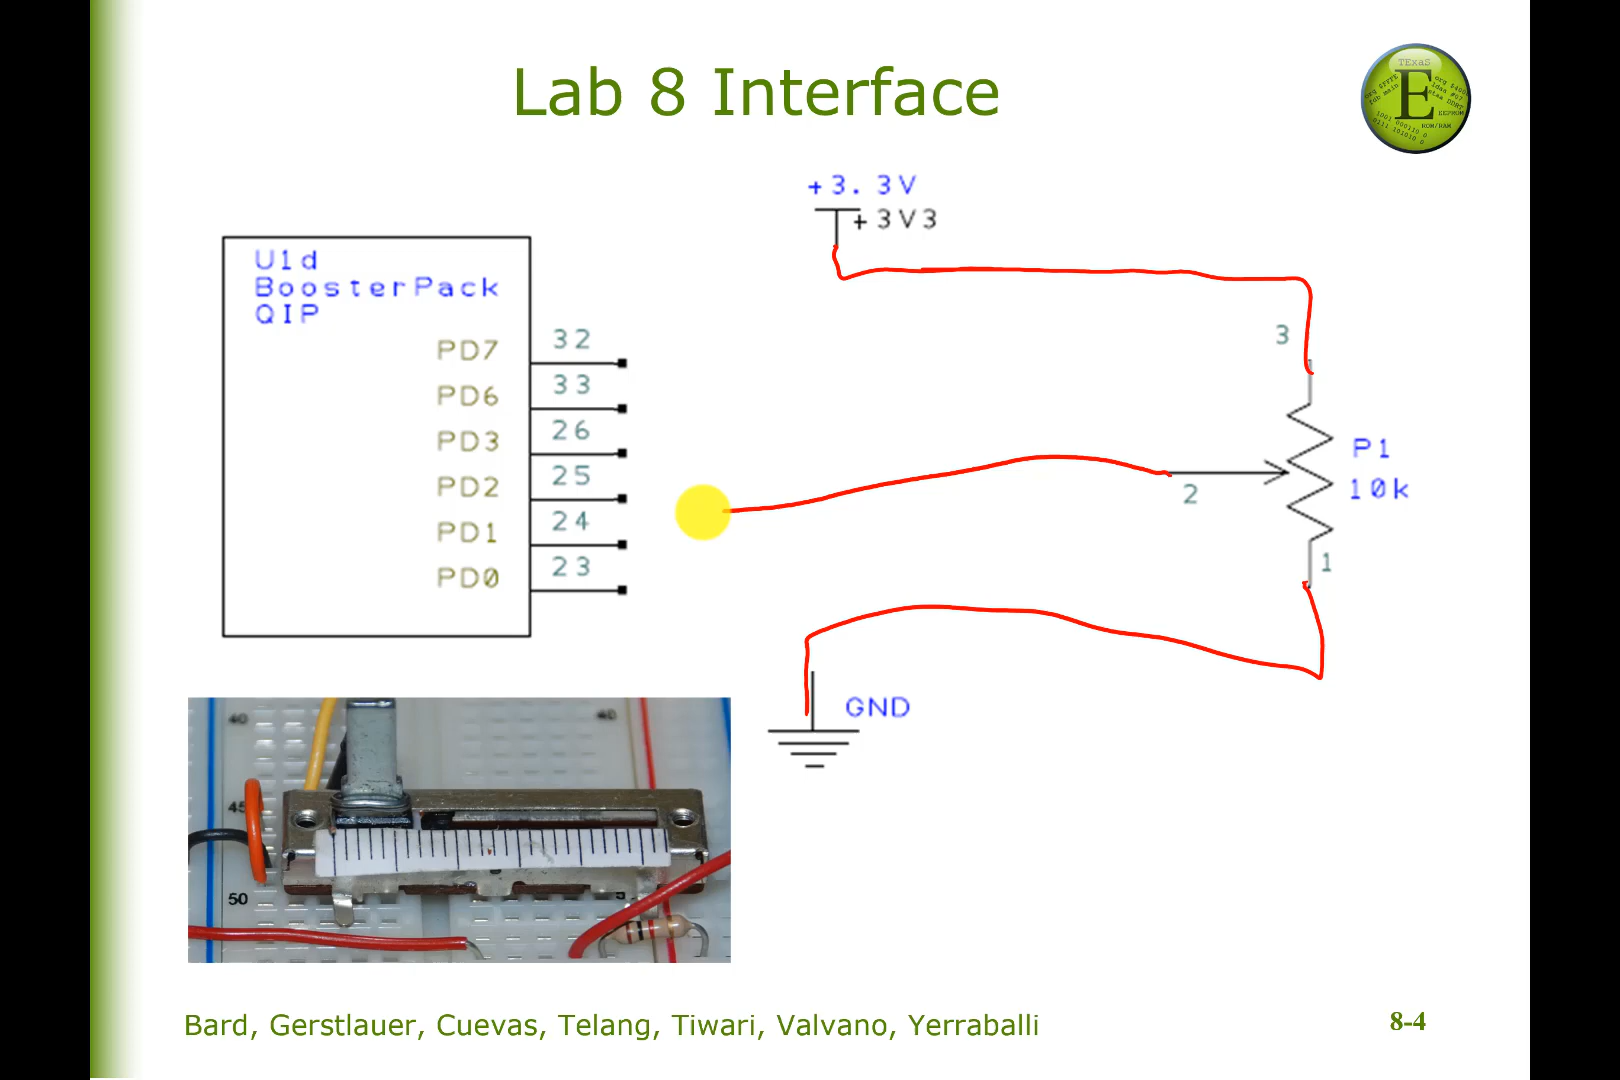 Lab 8 Interface
TExaS
E
+3.3V
+3V3
U1d
BoosterPack
QIP
PD7 32
PD6 33
PD3 26
PD2 25
PD1 24
PD0 23
3
P1
10k
2
1
GND
40
40
45
50
Bard, Gerstlauer, Cuevas, Telang, Tiwari, Valvano, Yerraballi
8-4